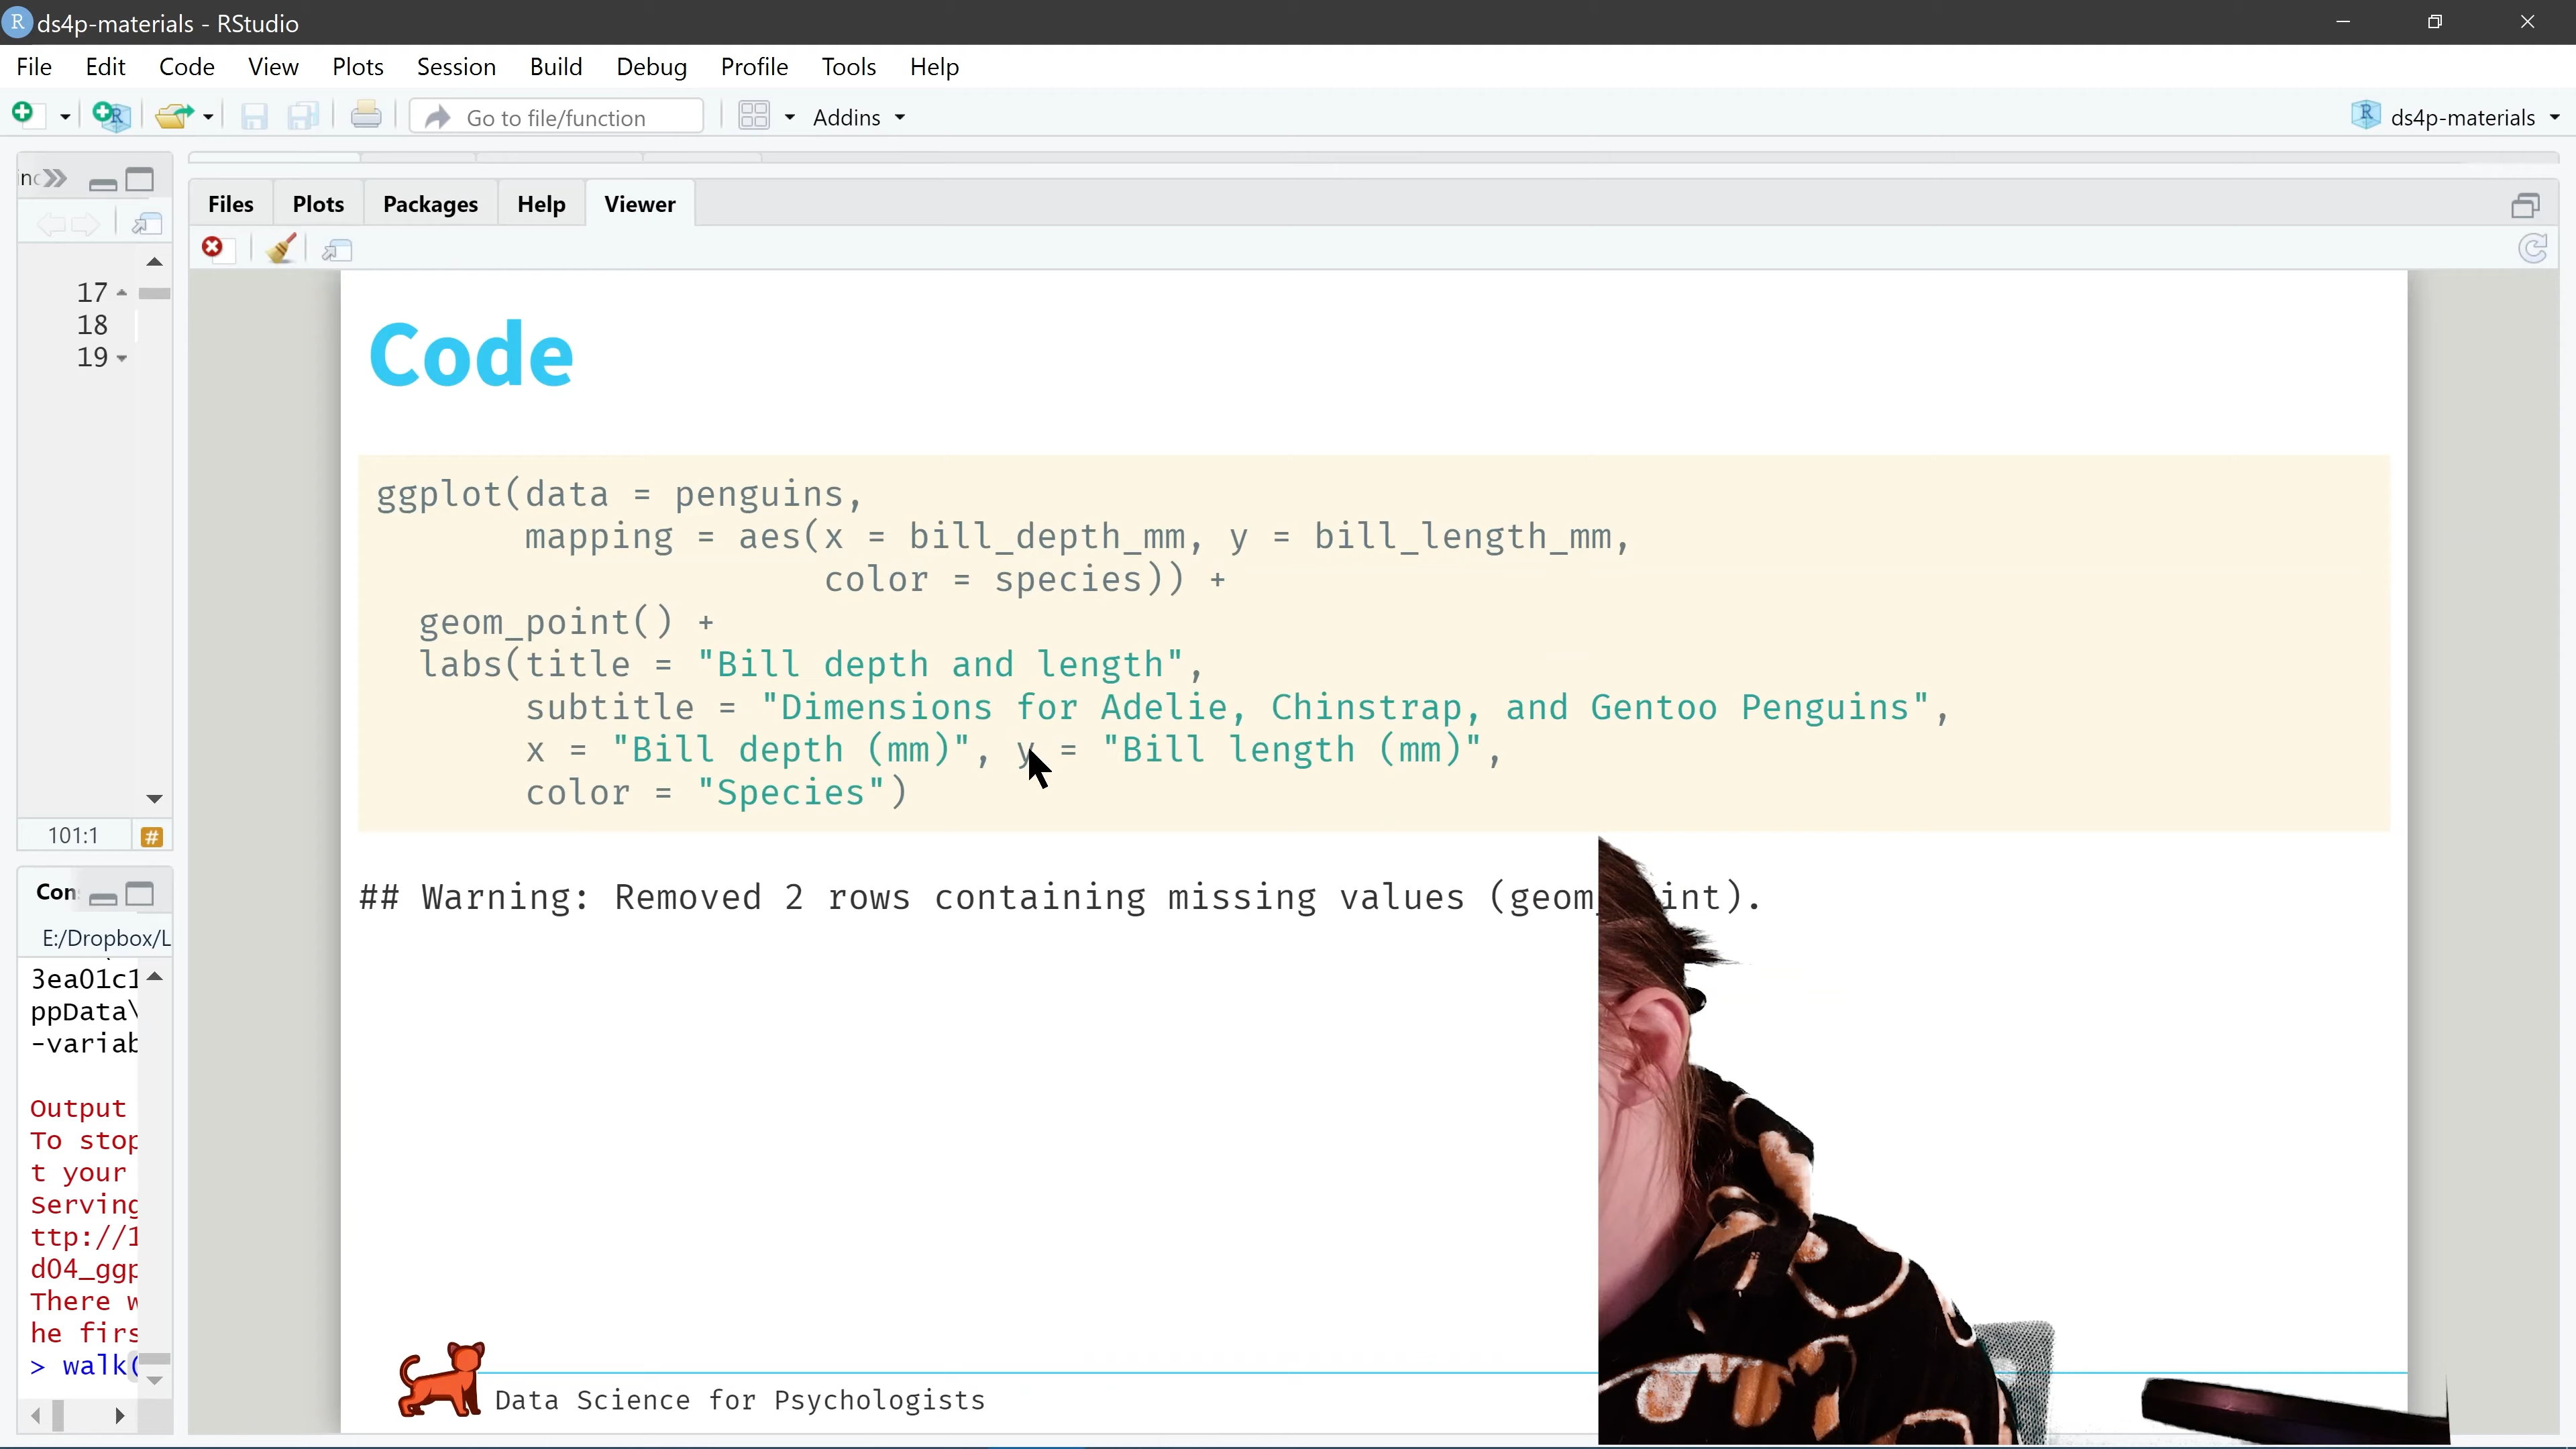 ds4p-materials - RStudio
File Edit Code View Plots Session Build Debug Profile Tools Help
Go to file/function Addins ds4p-materials
Files Plots Packages Help Viewer
17
18
19
101:1
Code
ggplot(data = penguins,
mapping = aes(x = bill_depth_mm, y = bill_length_mm,
color = species)) +
geom_point() +
labs(title = "Bill depth and length",
subtitle = "Dimensions for Adelie, Chinstrap, and Gentoo Penguins",
x = "Bill depth (mm)", y = "Bill length (mm)",
color = "Species")
## Warning: Removed 2 rows containing missing values (geom_ int).
Con
E:/Dropbox/L
3ea01c1
ppData\
-variab
Output
To stop
t your
Serving
ttp://1
d04_ggp
There w
he firs
> walk(
Data Science for Psychologists